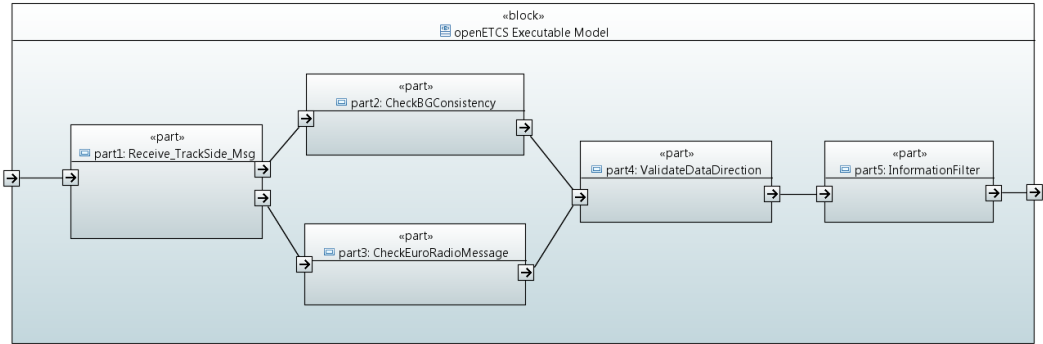 «block»
openETCS Executable Model
«part»
part1: Receive_TrackSide_Msg
«part»
part2: CheckBGConsistency
«part»
part3: CheckEuroRadioMessage
«part»
part4: ValidateDataDirection
«part»
part5: InformationFilter